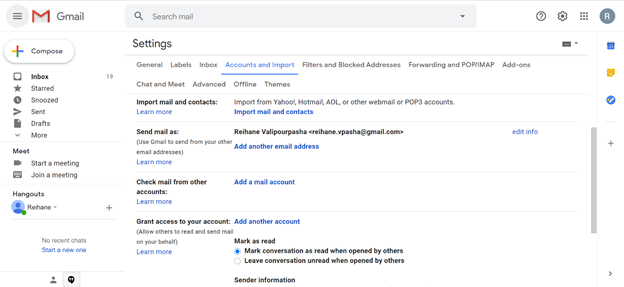 Gmail
Search mail
R
Compose
Inbox 19
Starred
Snoozed
Sent
Drafts
More
Meet
Start a meeting
Join a meeting
Hangouts
Reihane
No recent chats
Start a new one
Settings
General Labels Inbox Accounts and Import Filters and Blocked Addresses Forwarding and POP/IMAP Add-ons
Chat and Meet Advanced Offline Themes
Import mail and contacts: Import from Yahoo!, Hotmail, AOL, or other webmail or POP3 accounts.
Learn more Import mail and contacts
Send mail as: Reihane Valipourpasha <reihane.vpasha@gmail.com> edit info
(Use Gmail to send from your other
email addresses) Add another email address
Learn more
Check mail from other Add a mail account
accounts:
Learn more
Grant access to your account: Add another account
(Allow others to read and send mail
on your behalf) Mark as read
Learn more Mark conversation as read when opened by others
Leave conversation unread when opened by others
Sender information